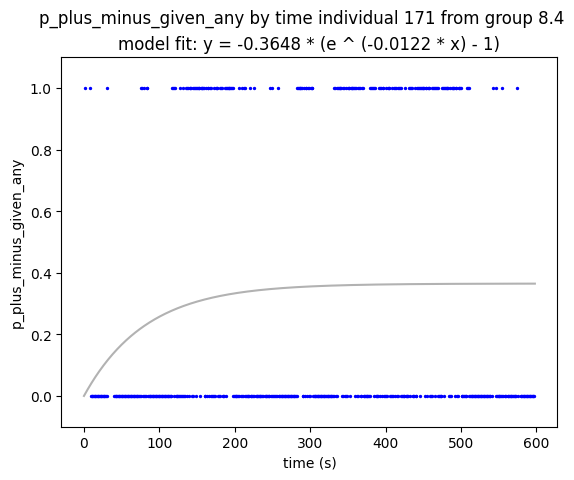 p_plus_minus_given_any by time individual 171 from group 8.4
model fit: y = -0.3648 * (e ^ (-0.0122 * x) - 1)
1.0
0.8
0.6
0.4
0.2
0.0
p_plus_minus_given_any
0 100 200 300 400 500 600
time (s)